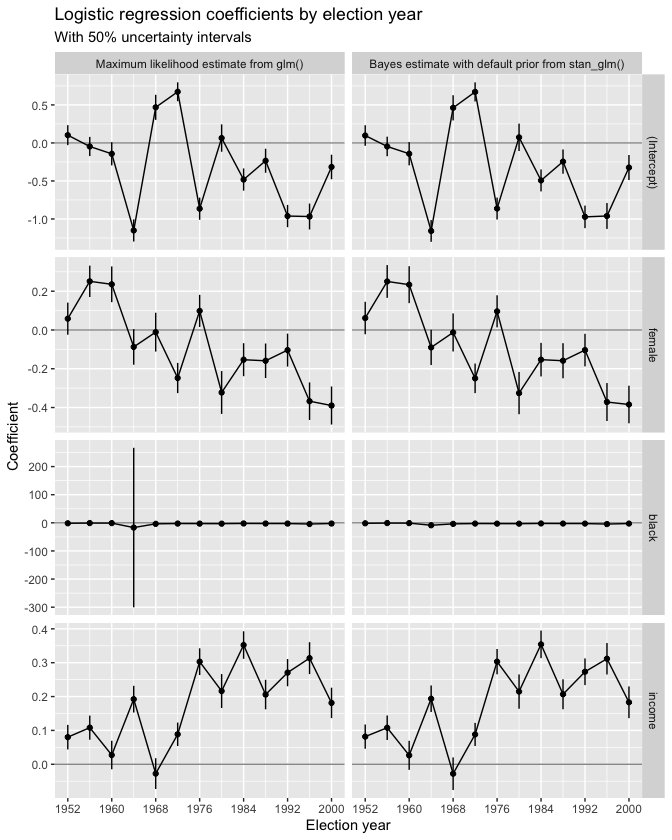 Logistic regression coefficients by election year
With 50% uncertainty intervals
Maximum likelihood estimate from glm()
Bayes estimate with default prior from stan_glm()
0.5
0.0
-0.5
-1.0
(Intercept)
0.2
0.0
-0.2
-0.4
female
Coefficient
200
100
0
-100
-200
-300
black
0.4
0.3
0.2
0.1
0.0
income
1952 1960 1968 1976 1984 1992 2000
1952 1960 1968 1976 1984 1992 2000
Election year